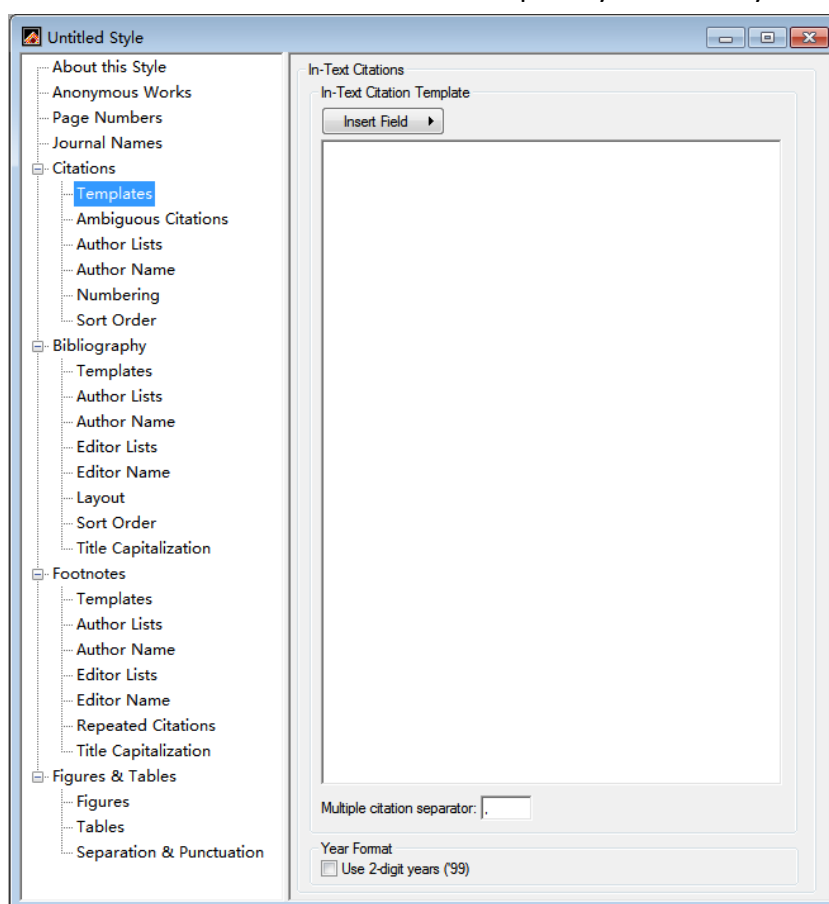 Untitled Style
About this Style
Anonymous Works
Page Numbers
Journal Names
Citations
Templates
Ambiguous Citations
Author Lists
Author Name
Numbering
Sort Order
Bibliography
Templates
Author Lists
Author Name
Editor Lists
Editor Name
Layout
Sort Order
Title Capitalization
Footnotes
Templates
Author Lists
Author Name
Editor Lists
Editor Name
Repeated Citations
Title Capitalization
Figures & Tables
Figures
Tables
Separation & Punctuation
In-Text Citations
In-Text Citation Template
Insert Field
Multiple citation separator: ,
Year Format
Use 2-digit years ('99)